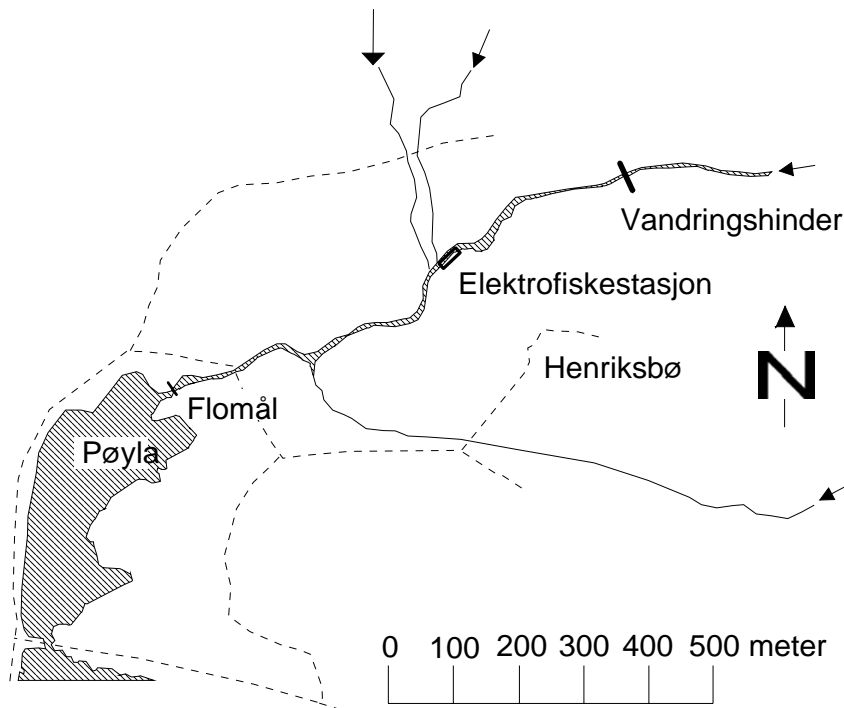 Vandringshinder
Elektrofiskestasjon
Henriksbø
N
Flomål
Pøyla
0 100 200 300 400 500 meter